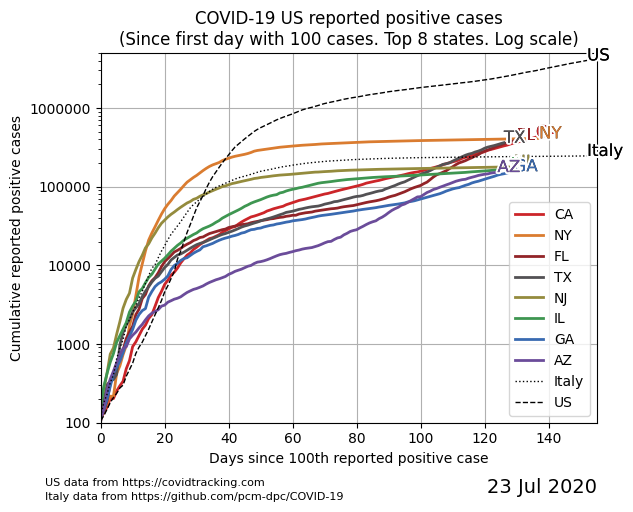 COVID-19 US reported positive cases
(Since first day with 100 cases. Top 8 states. Log scale)
Cumulative reported positive cases
1000000
100000
10000
1000
100
0 20 40 60 80 100 120 140
Days since 100th reported positive case
US
TX
NY
Italy
AZ
GA
CA
NY
FL
TX
NJ
IL
GA
AZ
Italy
US
US data from https://covidtracking.com
Italy data from https://github.com/pcm-dpc/COVID-19
23 Jul 2020